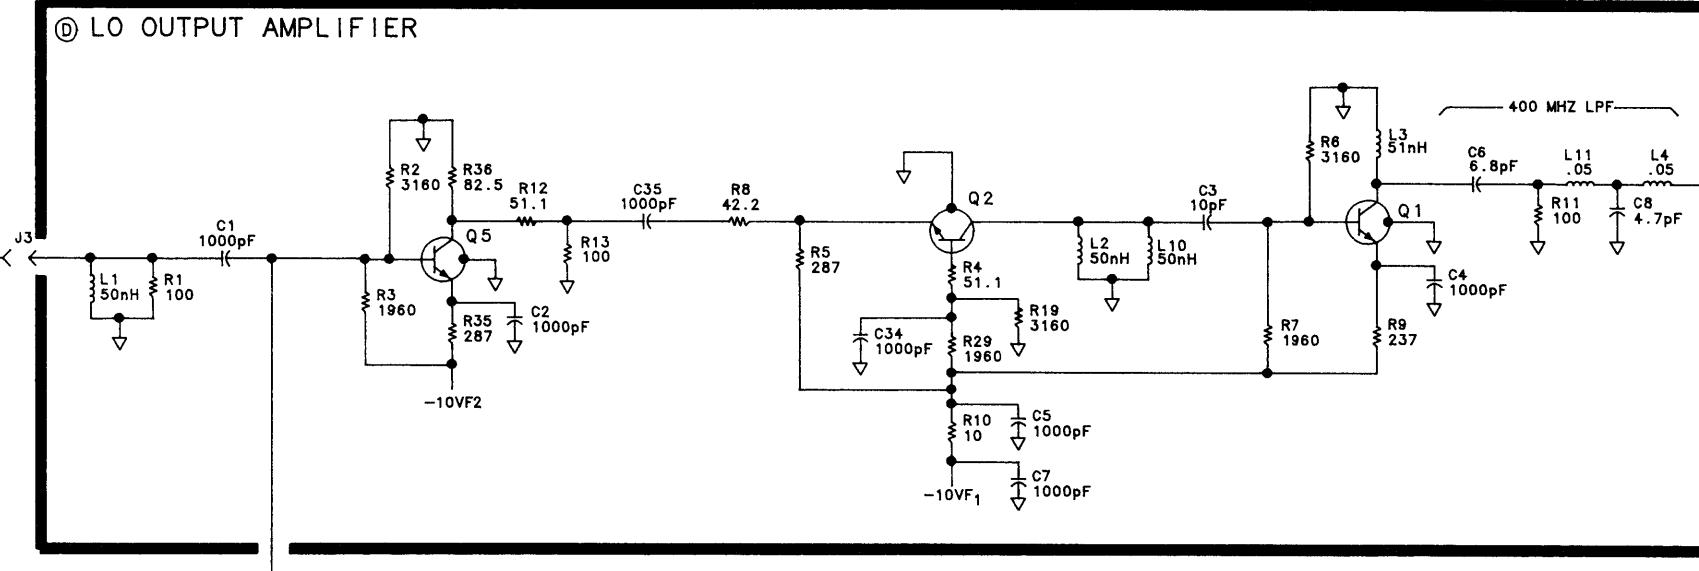 Ⓓ LO OUTPUT AMPLIFIER
400 MHZ LPF
J3
L1
50nH
R1
100
C1
1000pF
R2
3160
R36
82.5
Q5
R3
1960
R35
287
C2
1000pF
-10VF2
R12
51.1
R13
100
C35
1000pF
R8
42.2
R5
287
Q2
R4
51.1
C34
1000pF
R19
3160
R29
1960
R10
10
C5
1000pF
C7
1000pF
-10VF1
L2
50nH
L10
50nH
C3
10pF
R6
3160
L3
51nH
Q1
R7
1960
R9
237
C4
1000pF
C6
6.8pF
R11
100
L11
.05
C8
4.7pF
L4
.05